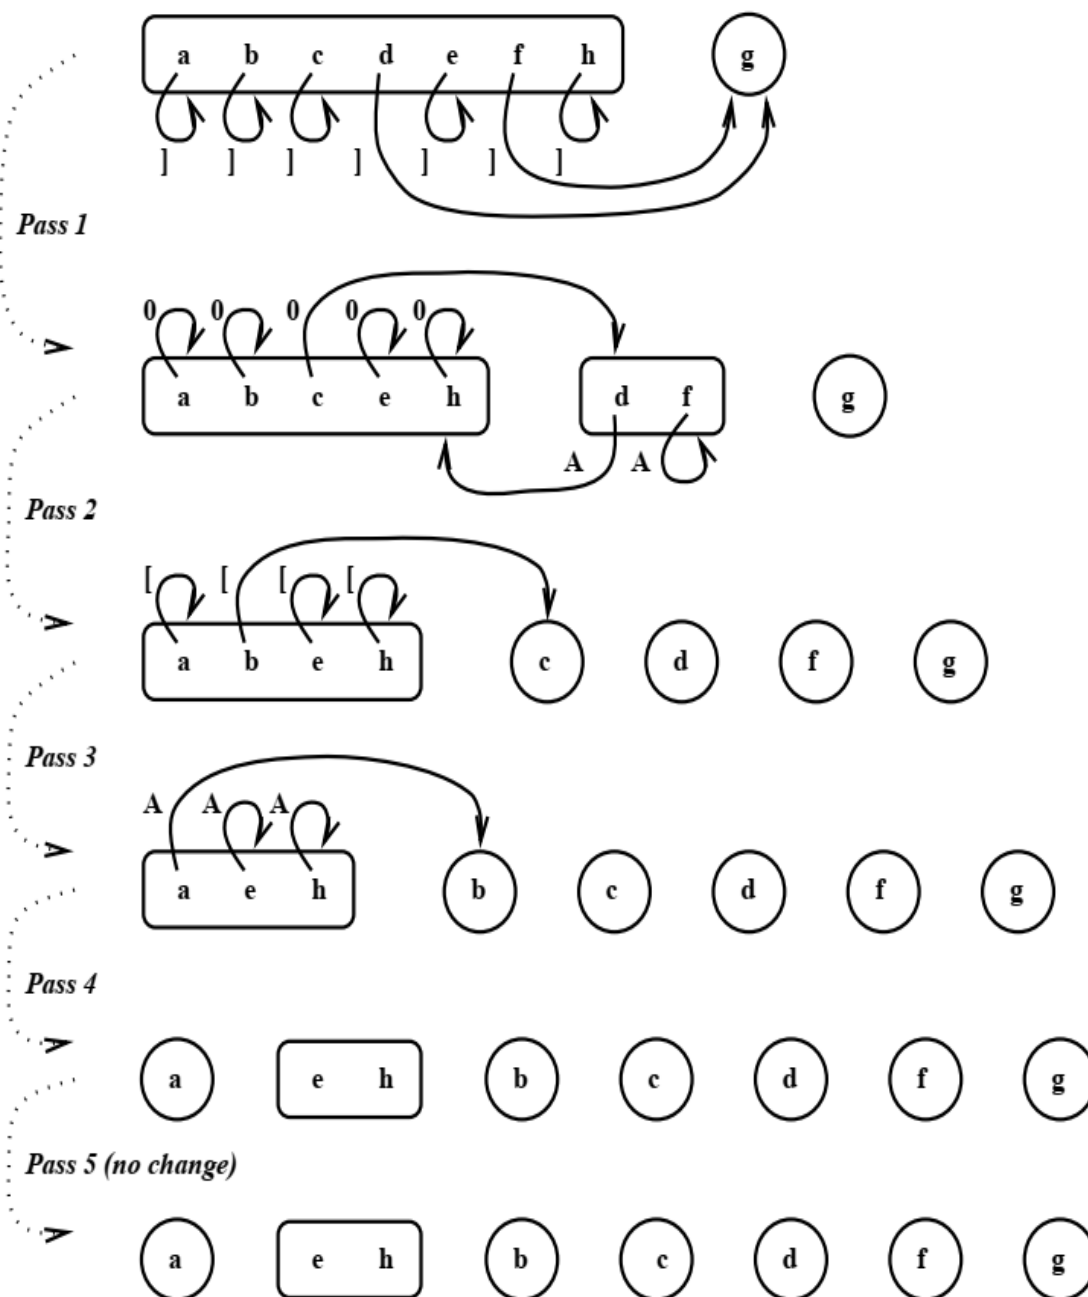 a b c d e f h g
] ] ] ] ] ] ]
Pass 1
0 0 0 0 0
a b c e h d f g
A A
Pass 2
[ [ [ [
a b e h c d f g
Pass 3
A A A
a e h b c d f g
Pass 4
a e h b c d f g
Pass 5 (no change)
a e h b c d f g